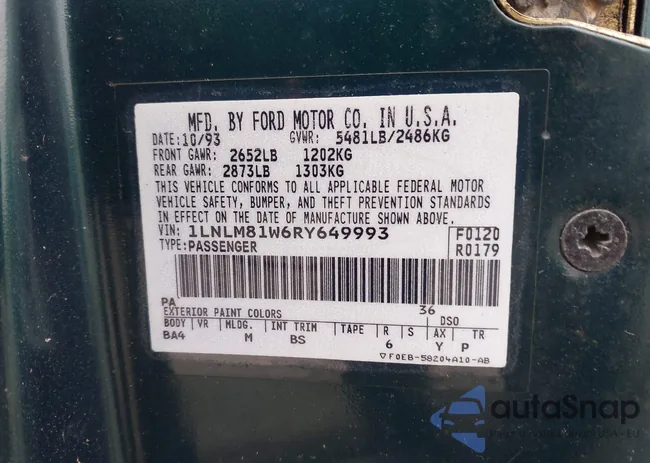 MFD. BY FORD MOTOR CO. IN U.S.A.
DATE: 10/93 GVWR: 5481LB/2486KG
FRONT GAWR: 2652LB 1202KG
REAR GAWR: 2873LB 1303KG
THIS VEHICLE CONFORMS TO ALL APPLICABLE FEDERAL MOTOR
VEHICLE SAFETY, BUMPER, AND THEFT PREVENTION STANDARDS
IN EFFECT ON THE DATE OF MANUFACTURE SHOWN ABOVE.
VIN: 1LNLM81W6RY649993 F0120
TYPE: PASSENGER R0179
PA 36
EXTERIOR PAINT COLORS DSO
BODY VR MLDG. INT TRIM TAPE R S AX TR
BA4 M BS 6 Y P
▽F0EB-58204A10-AB
autoSnap